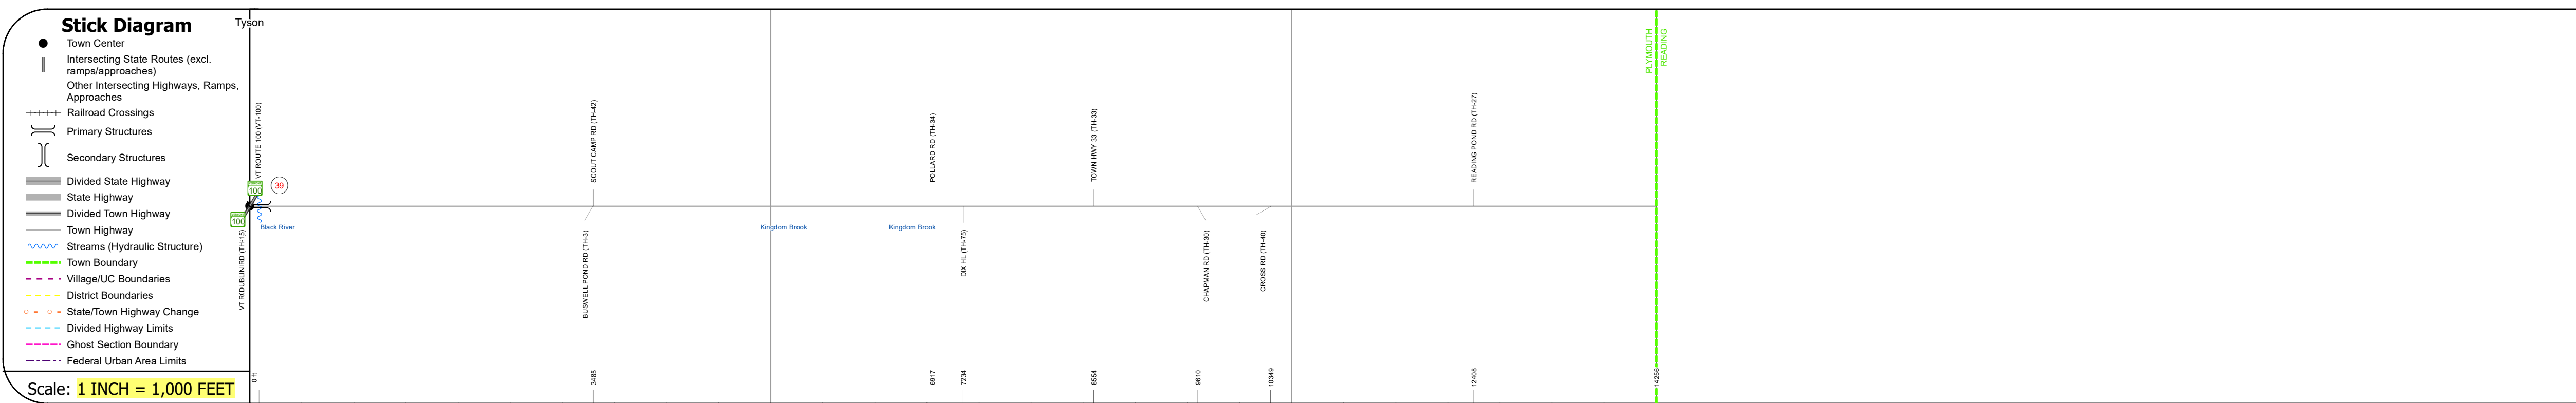 Stick Diagram
Town Center
Intersecting State Routes (excl.
ramps/approaches)
Other Intersecting Highways, Ramps,
Approaches
Railroad Crossings
Primary Structures
Secondary Structures
Divided State Highway
State Highway
Divided Town Highway
Town Highway
Streams (Hydraulic Structure)
Town Boundary
Village/UC Boundaries
District Boundaries
State/Town Highway Change
Divided Highway Limits
Ghost Section Boundary
Federal Urban Area Limits
Scale: 1 INCH = 1,000 FEET
Tyson
VT ROUTE 100 (VT-100)
100
39
100
DUBLIN RD (TH-15)
Black River
SCOUT CAMP RD (TH-42)
BUSWELL POND RD (TH-3)
Kingdom Brook
Kingdom Brook
POLLARD RD (TH-34)
DIX HL (TH-75)
TOWN HWY 33 (TH-33)
CHAPMAN RD (TH-30)
CROSS RD (TH-40)
READING POND RD (TH-27)
PLYMOUTH
READING
0 ft
3485
6917
7234
8554
9610
10349
12408
14256